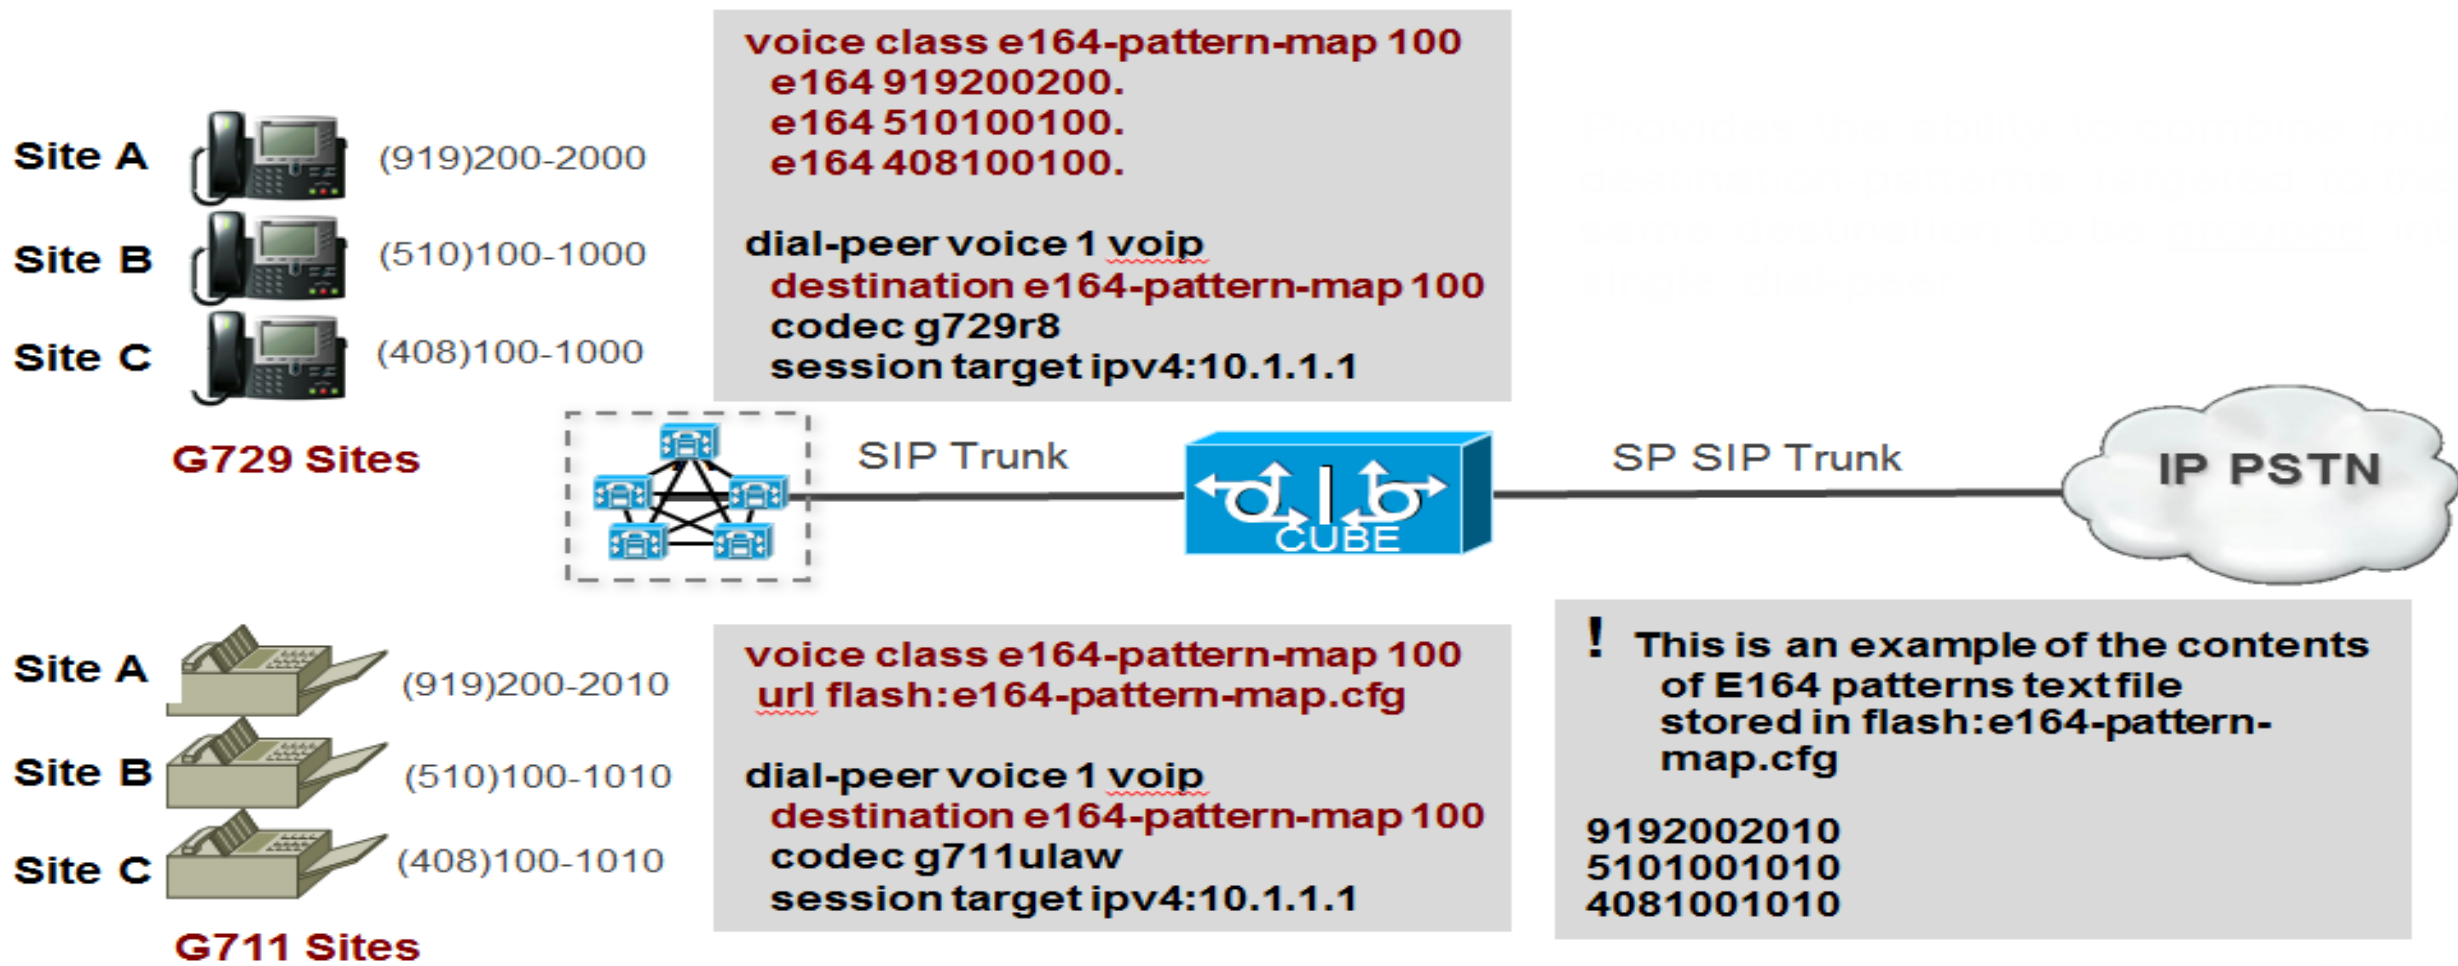 voice class e164-pattern-map 100
e164 919200200.
e164 510100100.
e164 408100100.
dial-peer voice 1 voip
destination e164-pattern-map 100
codec g729r8
session target ipv4:10.1.1.1
Site A
(919)200-2000
Site B
(510)100-1000
Site C
(408)100-1000
G729 Sites
SIP Trunk
CUBE
SP SIP Trunk
IP PSTN
Site A
(919)200-2010
Site B
(510)100-1010
Site C
(408)100-1010
G711 Sites
voice class e164-pattern-map 100
url flash:e164-pattern-map.cfg
dial-peer voice 1 voip
destination e164-pattern-map 100
codec g711ulaw
session target ipv4:10.1.1.1
! This is an example of the contents
of E164 patterns text file
stored in flash:e164-pattern-
map.cfg
9192002010
5101001010
4081001010